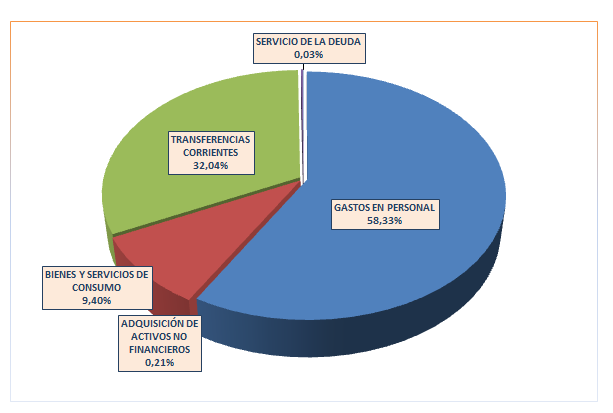 SERVICIO DE LA DEUDA
0,03%
TRANSFERENCIAS
CORRIENTES
32,04%
GASTOS EN PERSONAL
58,33%
BIENES Y SERVICIOS DE
CONSUMO
9,40%
ADQUISICIÓN DE
ACTIVOS NO
FINANCIEROS
0,21%